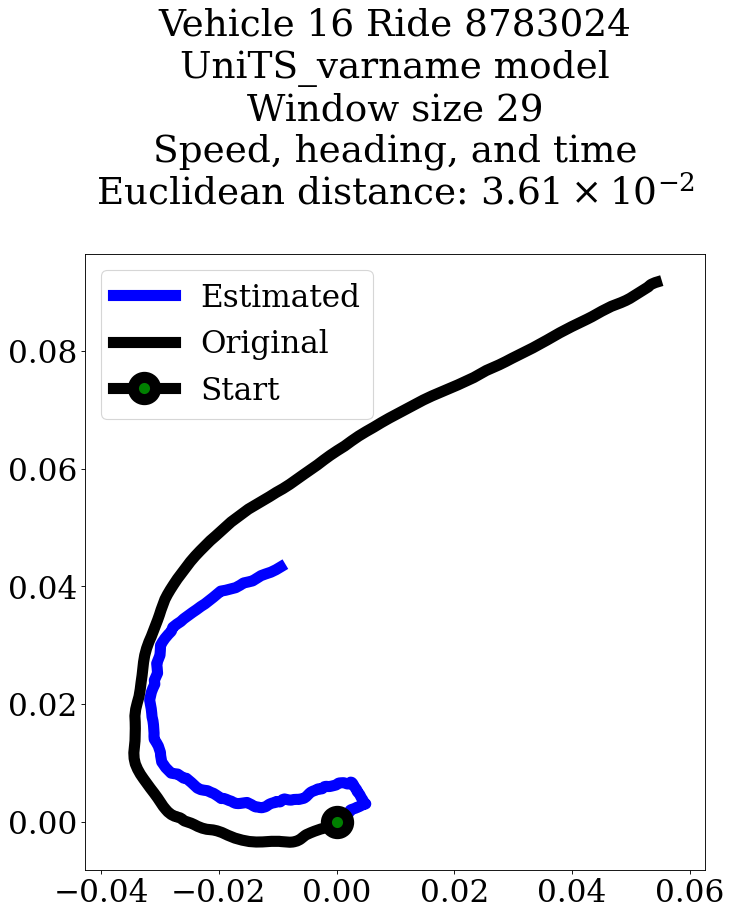 Vehicle 16 Ride 8783024
UniTS_varname model
Window size 29
Speed, heading, and time
Euclidean distance: 3.61 × 10⁻²
Estimated
Original
Start
0.08
0.06
0.04
0.02
0.00
−0.04 −0.02 0.00 0.02 0.04 0.06